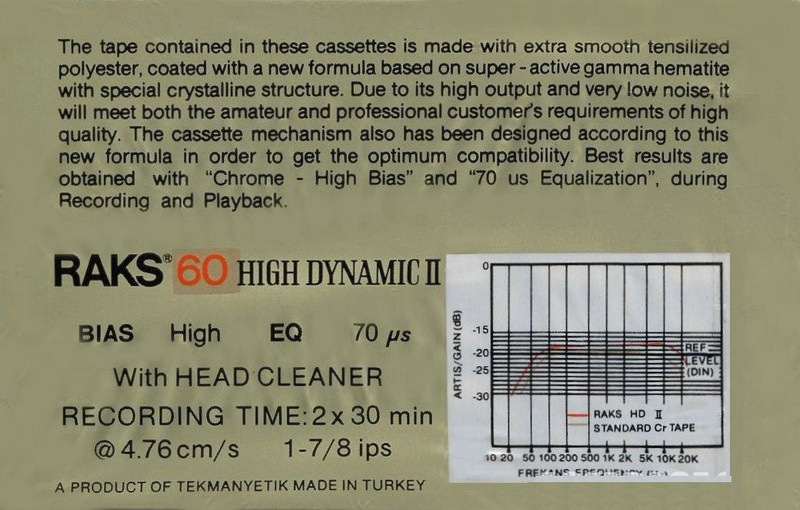 The tape contained in these cassettes is made with extra smooth tensilized
polyester, coated with a new formula based on super-active gamma hematite
with special crystalline structure. Due to its high output and very low noise, it
will meet both the amateur and professional customer's requirements of high
quality. The cassette mechanism also has been designed according to this
new formula in order to get the optimum compatibility. Best results are
obtained with "Chrome - High Bias" and "70 us Equalization", during
Recording and Playback.
RAKS® 60 HIGH DYNAMIC II
BIAS High EQ 70 µs
With HEAD CLEANER
RECORDING TIME: 2 x 30 min
@ 4.76 cm/s 1-7/8 ips
A PRODUCT OF TEKMANYETIK MADE IN TURKEY
ARTIS/GAIN (dB)
0
-15
-20
-25
-30
REF
LEVEL
(DIN)
RAKS HD II
STANDARD Cr TAPE
10 20 50 100 200 500 1K 2K 5K 10K 20K
FREKANS FREQUENCY